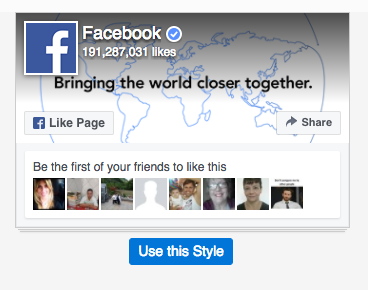 Facebook
191,287,031 likes
Bringing the world closer together.
Like Page
Share
Be the first of your friends to like this
Use this Style